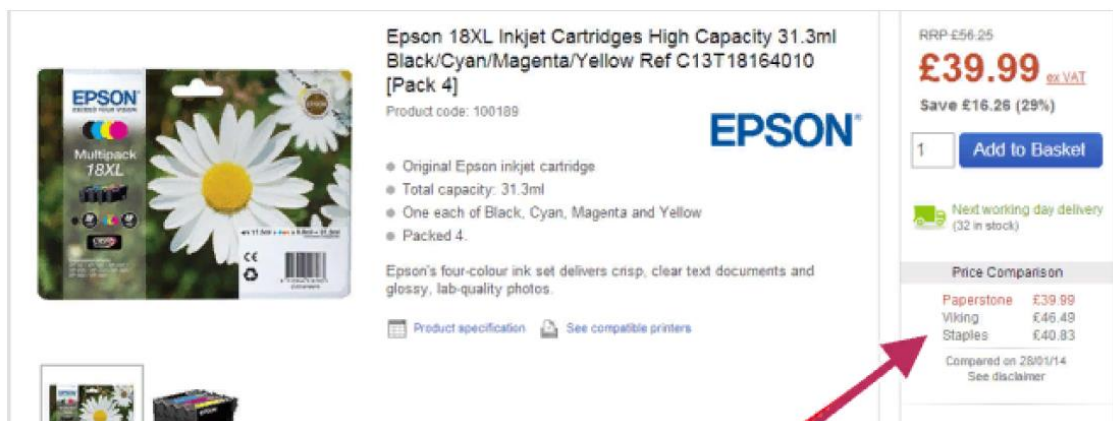 Epson 18XL Inkjet Cartridges High Capacity 31.3ml
Black/Cyan/Magenta/Yellow Ref C13T18164010
[Pack 4]
Product code: 100189
EPSON
Original Epson inkjet cartridge
Total capacity: 31.3ml
One each of Black, Cyan, Magenta and Yellow
Packed 4.
Epson's four-colour ink set delivers crisp, clear text documents and
glossy, lab-quality photos.
Product specification See compatible printers
EPSON
EXCEED YOUR VISION
Multipack
18XL
RRP £56.25
£39.99 ex VAT
Save £16.26 (29%)
1 Add to Basket
Next working day delivery
(32 in stock)
Price Comparison
Paperstone £39.99
Viking £46.49
Staples £40.83
Compared on 28/01/14
See disclaimer